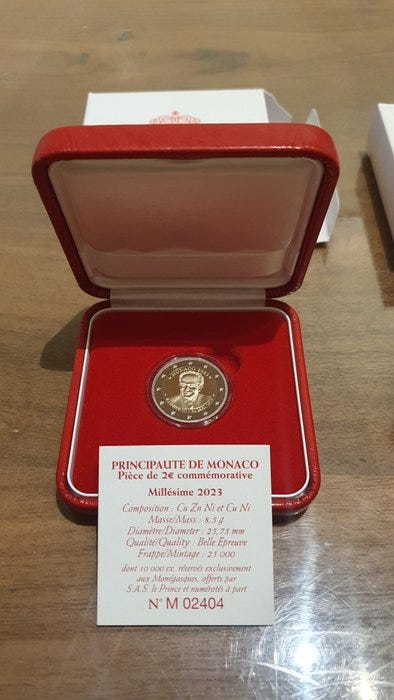 MONACO 2023
PRINCIPAUTE DE MONACO
Pièce de 2€ commémorative
Millésime 2023
Composition : Cu Zn Ni et Cu Ni
Masse/Mass : 8,5 g
Diamètre/Diameter : 25,75 mm
Qualité/Quality : Belle Epreuve
Frappe/Mintage : 25 000
dont 10 000 ex. réservés exclusivement
aux Monégasques, offerts par
S.A.S. le Prince et numérotés à part
N° M 02404